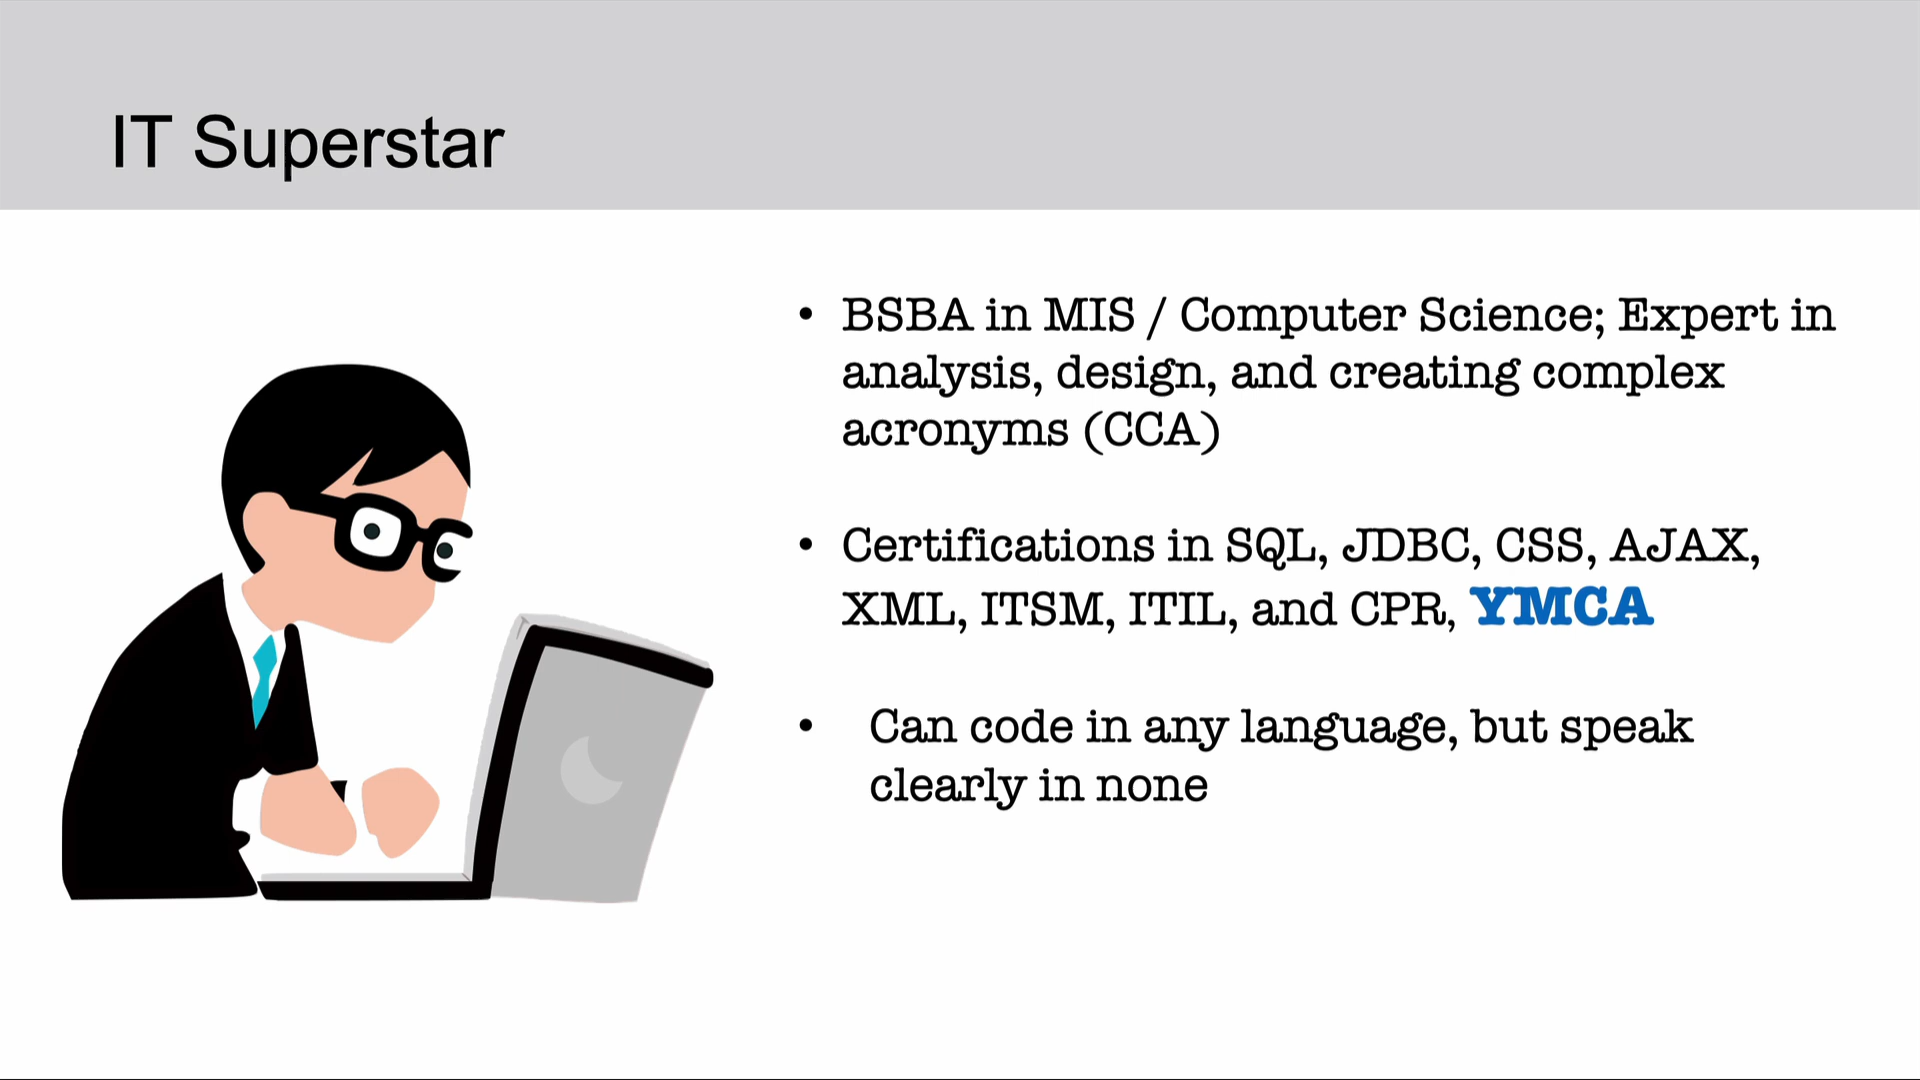 IT Superstar
• BSBA in MIS / Computer Science; Expert in
analysis, design, and creating complex
acronyms (CCA)
• Certifications in SQL, JDBC, CSS, AJAX,
XML, ITSM, ITIL, and CPR, YMCA
• Can code in any language, but speak
clearly in none